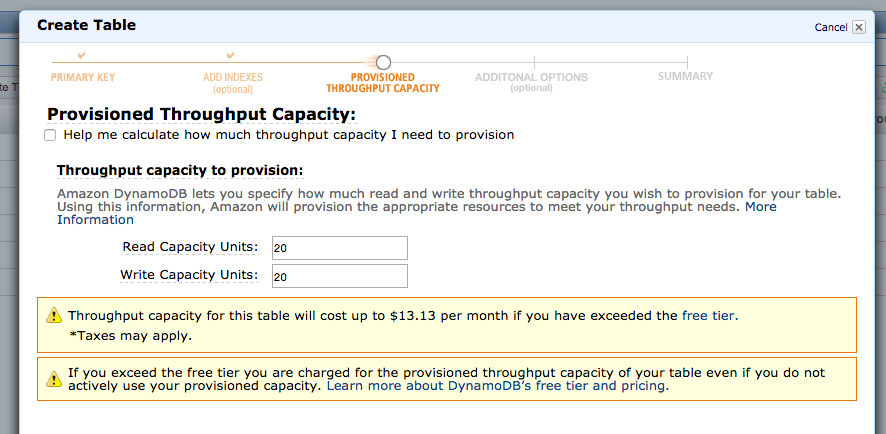 Create Table
Cancel
PRIMARY KEY
ADD INDEXES
(optional)
PROVISIONED
THROUGHPUT CAPACITY
ADDITONAL OPTIONS
(optional)
SUMMARY
Provisioned Throughput Capacity:
Help me calculate how much throughput capacity I need to provision
Throughput capacity to provision:
Amazon DynamoDB lets you specify how much read and write throughput capacity you wish to provision for your table.
Using this information, Amazon will provision the appropriate resources to meet your throughput needs. More
Information
Read Capacity Units: 20
Write Capacity Units: 20
Throughput capacity for this table will cost up to $13.13 per month if you have exceeded the free tier.
*Taxes may apply.
If you exceed the free tier you are charged for the provisioned throughput capacity of your table even if you do not
actively use your provisioned capacity. Learn more about DynamoDB's free tier and pricing.